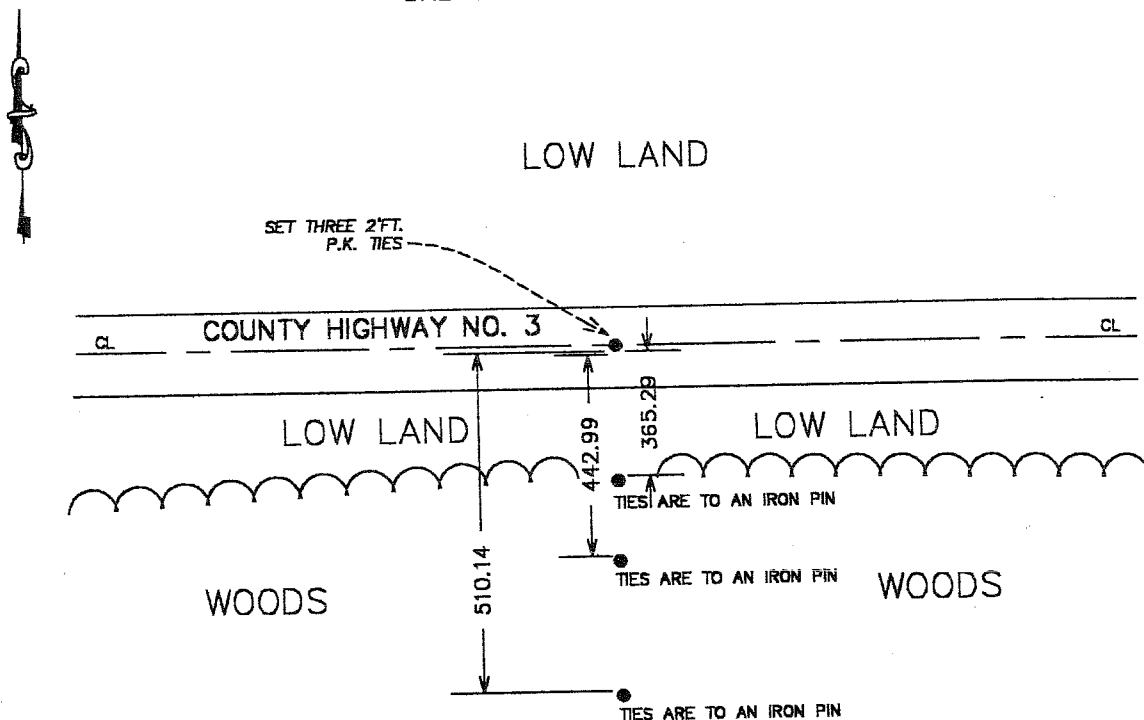 LOW LAND
SET THREE 2'FT.
P.K. TIES
COUNTY HIGHWAY NO. 3
CL
CL
LOW LAND
LOW LAND
365.29
442.99
510.14
TIES ARE TO AN IRON PIN
TIES ARE TO AN IRON PIN
WOODS
WOODS
TIES ARE TO AN IRON PIN